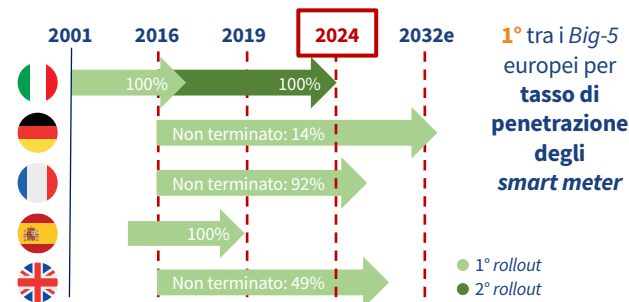 2001 2016 2019 2024 2032e
100% 100%
Non terminato: 14%
Non terminato: 92%
100%
Non terminato: 49%
1° tra i Big-5
europei per
tasso di
penetrazione
degli
smart meter
1° rollout
2° rollout